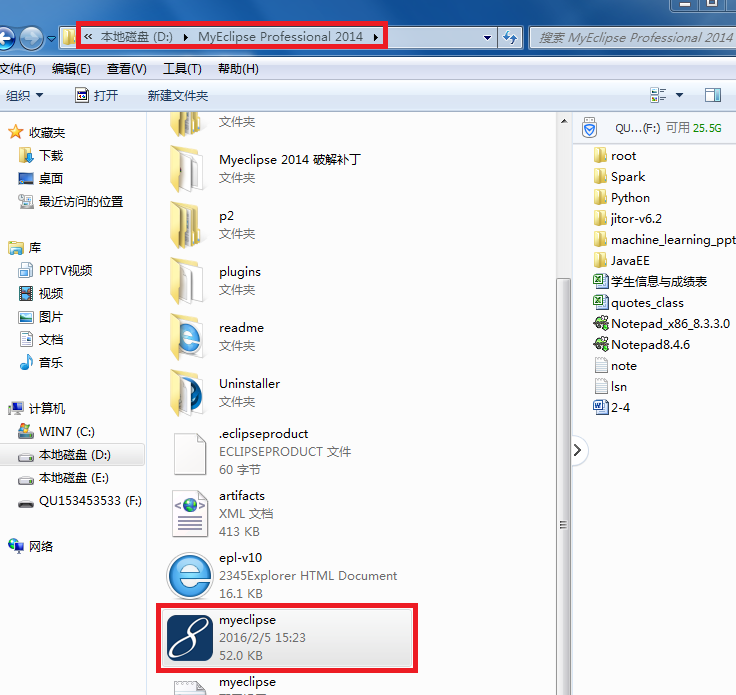 « 本地磁盘 (D:) ▸ MyEclipse Professional 2014 ▸
搜索 MyEclipse Professional 2014
文件(F) 编辑(E) 查看(V) 工具(T) 帮助(H)
组织 打开 新建文件夹
收藏夹
下载
桌面
最近访问的位置
库
PPTV视频
视频
图片
文档
音乐
计算机
WIN7 (C:)
本地磁盘 (D:)
本地磁盘 (E:)
QU153453533 (F:)
网络
文件夹
Myeclipse 2014 破解补丁
文件夹
p2
文件夹
plugins
文件夹
readme
文件夹
Uninstaller
文件夹
.eclipseproduct
ECLIPSEPRODUCT 文件
60 字节
artifacts
XML 文档
413 KB
epl-v10
2345Explorer HTML Document
16.1 KB
myeclipse
2016/2/5 15:23
52.0 KB
myeclipse
QU...(F:) 可用 25.5G
root
Spark
Python
jitor-v6.2
machine_learning_ppt
JavaEE
学生信息与成绩表
quotes_class
Notepad_x86_8.3.3.0
Notepad8.4.6
note
lsn
2-4